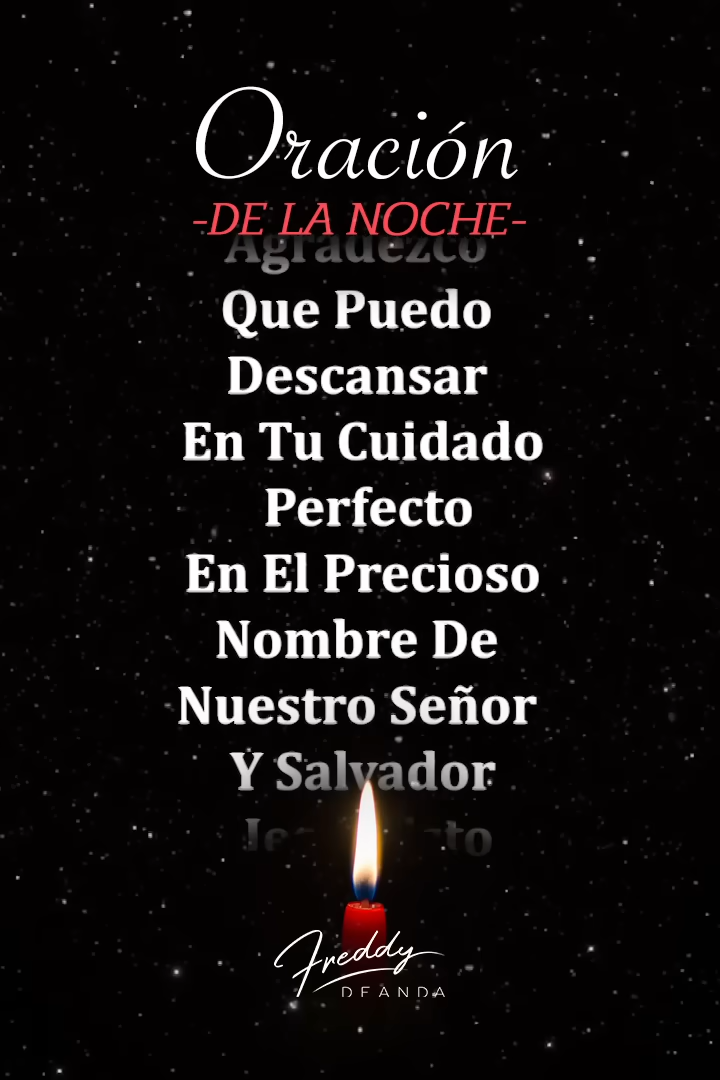 Oración
-DE LA NOCHE-
Agradezco
Que Puedo
Descansar
En Tu Cuidado
Perfecto
En El Precioso
Nombre De
Nuestro Señor
Y Salvador
Freddy
DEANDA